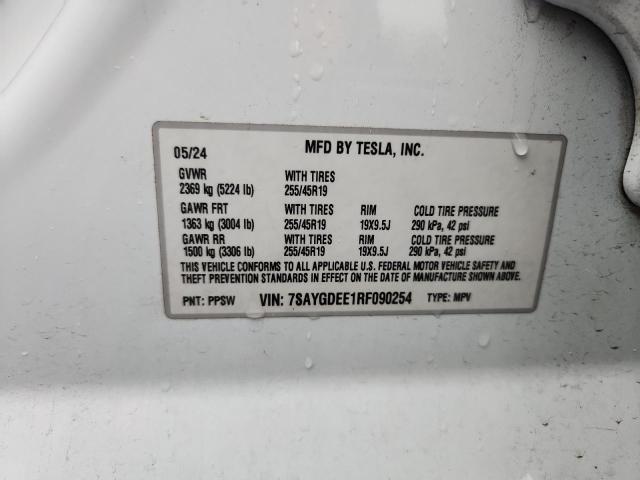 05/24 MFD BY TESLA, INC.
GVWR WITH TIRES
2369 kg (5224 lb) 255/45R19
GAWR FRT WITH TIRES RIM COLD TIRE PRESSURE
1363 kg (3004 lb) 255/45R19 19X9.5J 290 kPa, 42 psi
GAWR RR WITH TIRES RIM COLD TIRE PRESSURE
1500 kg (3306 lb) 255/45R19 19X9.5J 290 kPa, 42 psi
THIS VEHICLE CONFORMS TO ALL APPLICABLE U.S. FEDERAL MOTOR VEHICLE SAFETY AND
THEFT PREVENTION STANDARDS IN EFFECT ON THE DATE OF MANUFACTURE SHOWN ABOVE.
PNT: PPSW VIN: 7SAYGDEE1RF090254 TYPE: MPV